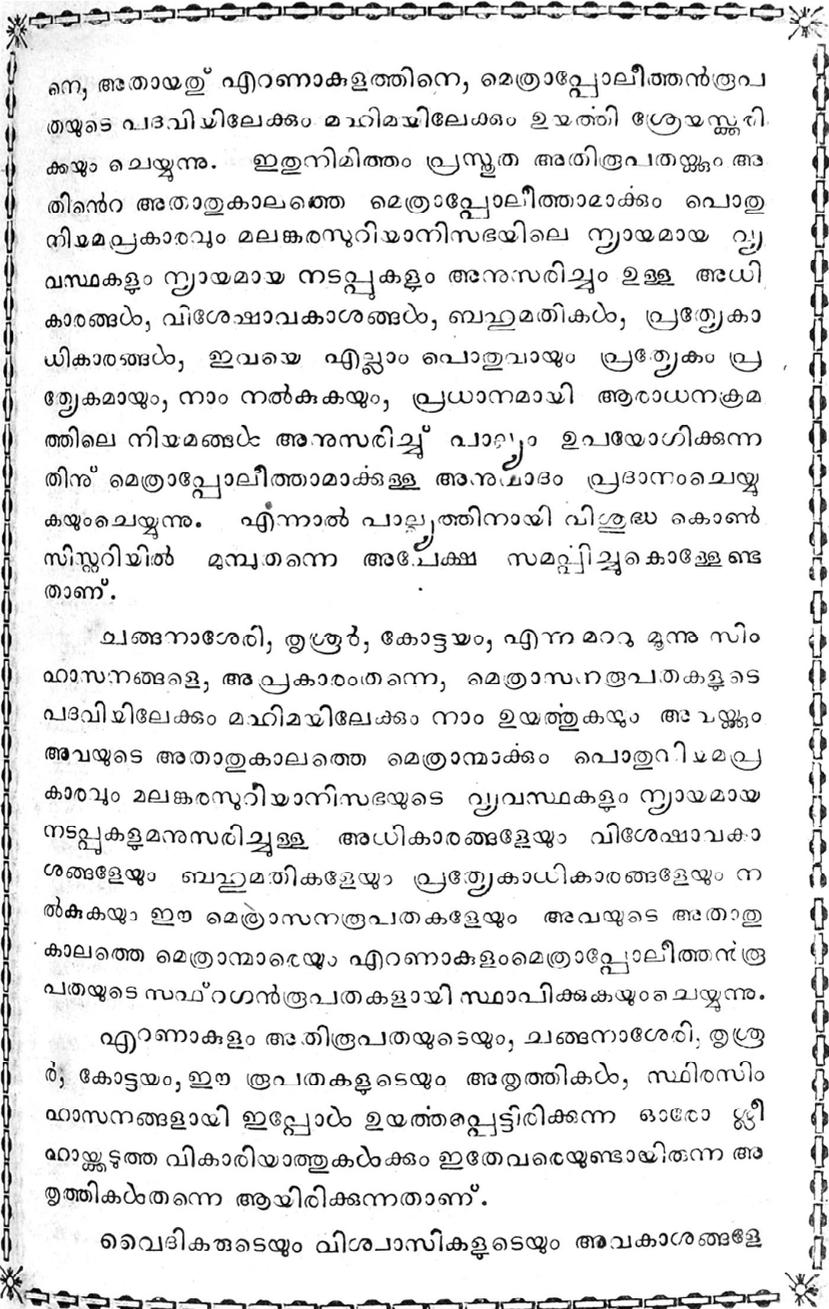 നെ, അതായതു് എറണാകുളത്തിനെ, മെത്രാപ്പോലീത്തൻരൂപ
തയുടെ പദവിയിലേക്കും മഹിമയിലേക്കും ഉയൎത്തി ശ്രേയസ്ക്കരി
ക്കയും ചെയ്യുന്നു. ഇതുനിമിത്തം പ്രസ്തുത അതിരൂപതയ്ക്കും അ
തിൻെറ അതാതുകാലത്തെ മെത്രാപ്പോലീത്താമാൎക്കും പൊതു
നിയമപ്രകാരവും മലങ്കരസുറിയാനിസഭയിലെ ന്യായമായ വ്യ
വസ്ഥകളും ന്യായമായ നടപ്പുകളും അനുസരിച്ചും ഉള്ള അധി
കാരങ്ങൾ, വിശേഷാവകാശങ്ങൾ, ബഹുമതികൾ, പ്രത്യേകാ
ധികാരങ്ങൾ, ഇവയെ എല്ലാം പൊതുവായും പ്രത്യേകം പ്ര
ത്യേകമായും, നാം നൽകുകയും, പ്രധാനമായി ആരാധനക്രമ
ത്തിലെ നിയമങ്ങൾ അനുസരിച്ച് പാല്യും ഉപയോഗിക്കുന്ന
തിനു് മെത്രാപ്പോലീത്താമാൎക്കുള്ള അനുവാദം പ്രദാനംചെയ്യു
കയുംചെയ്യുന്നു. എന്നാൽ പാല്യത്തിനായി വിശുദ്ധ കൊൺ
സിസ്റ്ററിയിൽ മുമ്പുതന്നെ അപേക്ഷ സമൎപ്പിച്ചുകൊള്ളേണ്ട
താണ്.
ചങ്ങനാശേരി, തൃശ്രൂർ, കോട്ടയം, എന്ന മററു മൂന്നു സിം
ഹാസനങ്ങളെ, അപ്രകാരംതന്നെ, മെത്രാസനരൂപതകളുടെ
പദവിയിലേക്കും മഹിമയിലേക്കും നാം ഉയൎത്തുകയും അവയ്ക്കും
അവയുടെ അതാതുകാലത്തെ മെത്രാന്മാൎക്കും പൊതുനിയമപ്ര
കാരവും മലങ്കരസുറീയാനിസഭയുടെ വ്യവസ്ഥകളും ന്യായമായ
നടപ്പുകളുമനുസരിച്ചുള്ള അധികാരങ്ങളേയും വിശേഷാവകാ
ശങ്ങളേയും ബഹുമതികളേയും പ്രത്യേകാധികാരങ്ങളേയും ന
ൽകുകയും ഈ മെത്രാസനരൂപതകളേയും അവയുടെ അതാതു
കാലത്തെ മെത്രാന്മാരെയും എറണാകുളംമെത്രാപ്പോലീത്തൻരൂ
പതയുടെ സഫ്റഗൻരൂപതകളായി സ്ഥാപിക്കുകയുംചെയ്യുന്നു.
എറണാകുളം അതിരൂപതയുടെയും, ചങ്ങനാശേരി, തൃശ്രൂ
ർ, കോട്ടയം, ഈ രൂപതകളുടെയും അതൃത്തികൾ, സ്ഥിരസിം
ഹാസനങ്ങളായി ഇപ്പോൾ ഉയൎത്തപ്പെട്ടിരിക്കുന്ന ഓരോ ശ്ലീ
ഹായ്ക്കടുത്ത വികാരിയാത്തുകൾക്കും ഇതേവരെയുണ്ടായിരുന്ന അ
തൃത്തികൾതന്നെ ആയിരിക്കുന്നതാണ്.
വൈദികരുടെയും വിശ്വാസികളുടെയും അവകാശങ്ങളേ